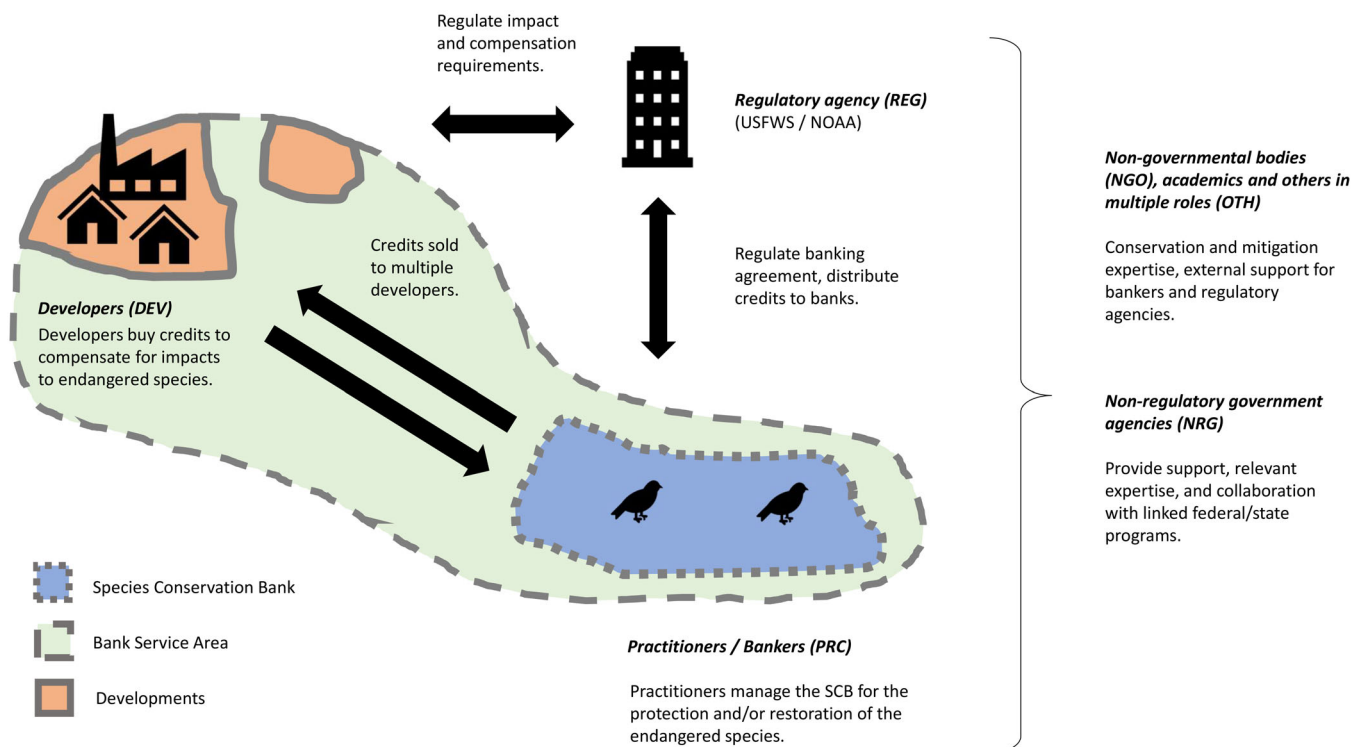 Regulate impact
and compensation
requirements.
Regulatory agency (REG)
(USFWS / NOAA)
Non-governmental bodies
(NGO), academics and others in
multiple roles (OTH)
Conservation and mitigation
expertise, external support for
bankers and regulatory
agencies.
Credits sold
to multiple
developers.
Regulate banking
agreement, distribute
credits to banks.
Developers (DEV)
Developers buy credits to
compensate for impacts
to endangered species.
Non-regulatory government
agencies (NRG)
Provide support, relevant
expertise, and collaboration
with linked federal/state
programs.
Species Conservation Bank
Bank Service Area
Developments
Practitioners / Bankers (PRC)
Practitioners manage the SCB for the
protection and/or restoration of the
endangered species.